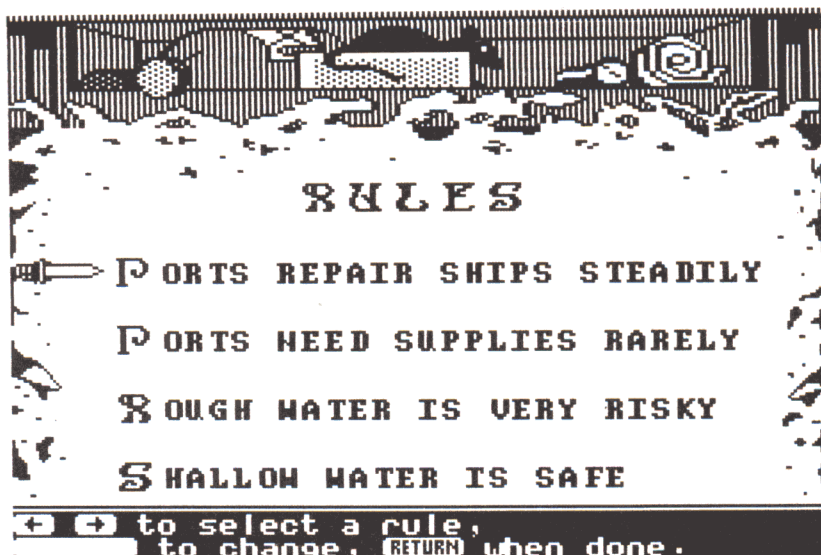 RULES
PORTS REPAIR SHIPS STEADILY
PORTS NEED SUPPLIES RARELY
ROUGH WATER IS VERY RISKY
SHALLOW WATER IS SAFE
← → to select a rule,
to change, RETURN when done.